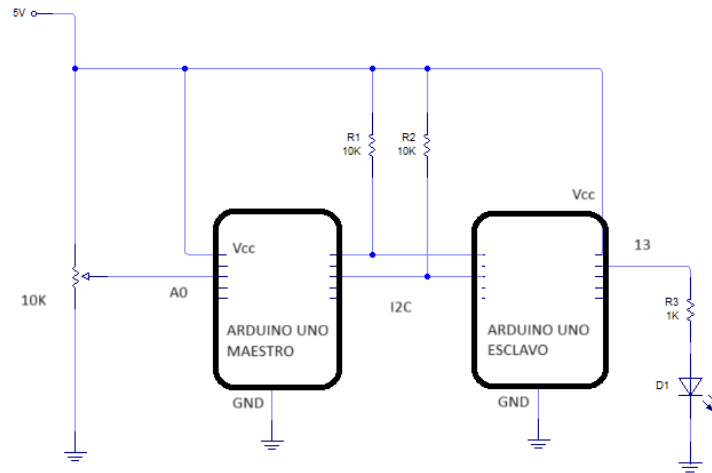 5V
R1
10K
R2
10K
Vcc
Vcc
13
10K
A0
I2C
R3
1K
ARDUINO UNO
MAESTRO
ARDUINO UNO
ESCLAVO
D1
GND
GND